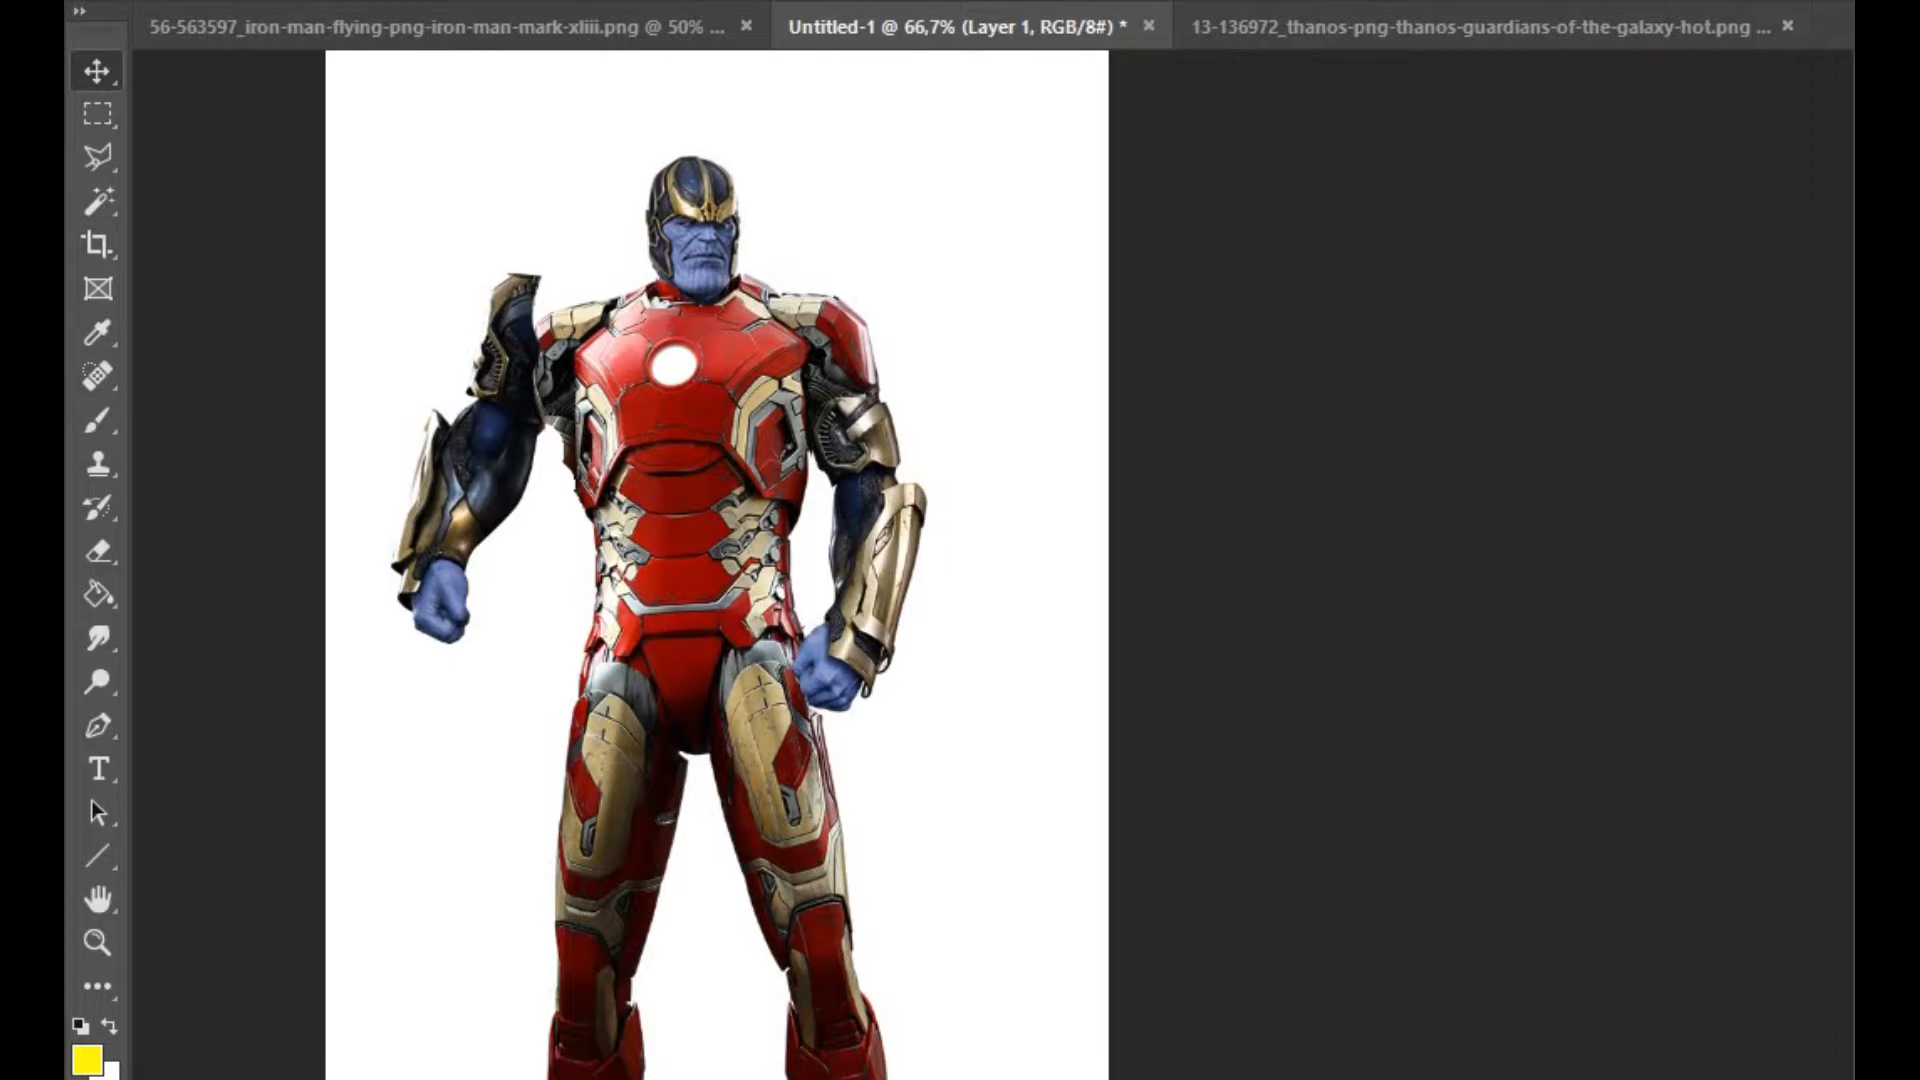 56-563597_iron-man-flying-png-iron-man-mark-xliii.png @ 50% ...
Untitled-1 @ 66,7% (Layer 1, RGB/8#) *
13-136972_thanos-png-thanos-guardians-of-the-galaxy-hot.png ...